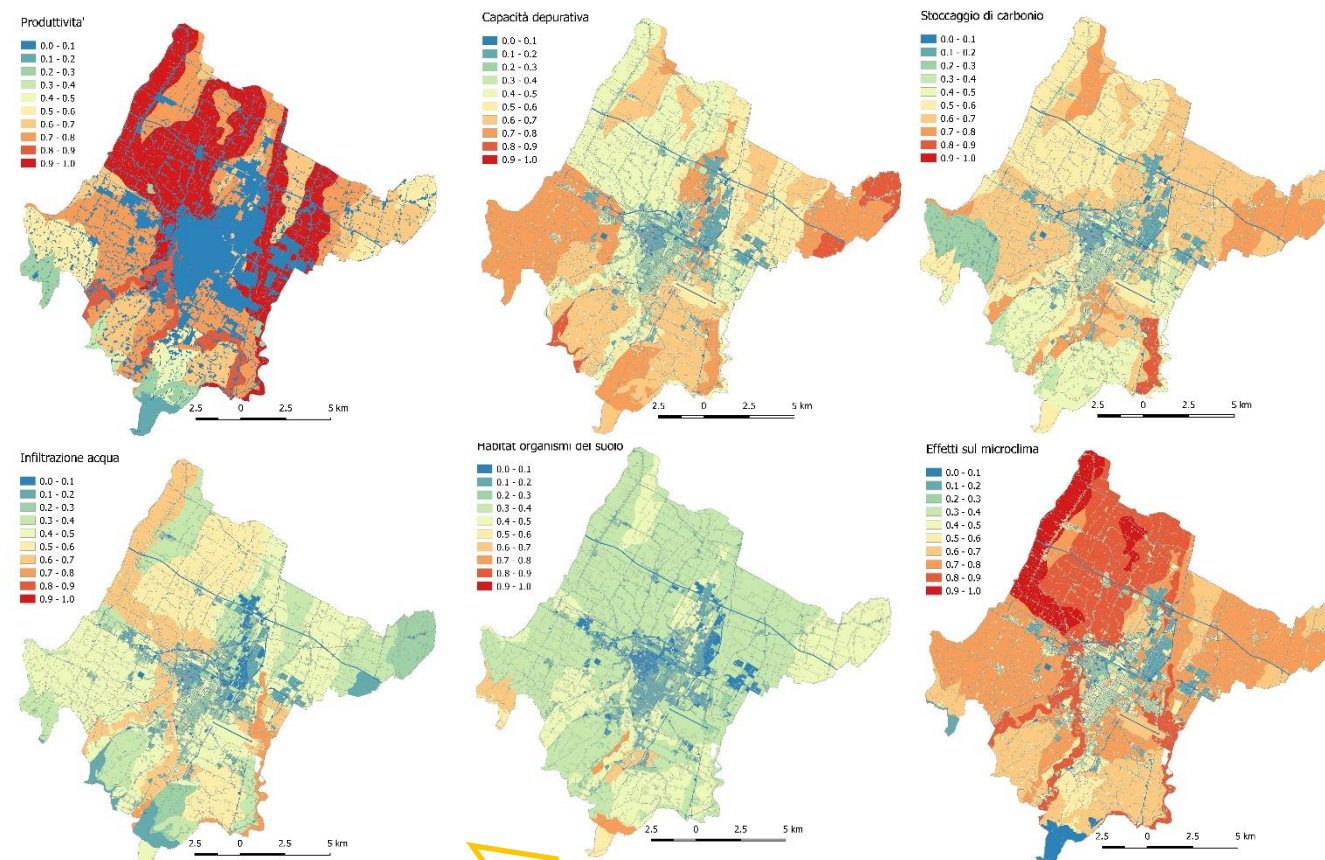 Produttivita'
0.0 - 0.1
0.1 - 0.2
0.2 - 0.3
0.3 - 0.4
0.4 - 0.5
0.5 - 0.6
0.6 - 0.7
0.7 - 0.8
0.8 - 0.9
0.9 - 1.0
2.5 0 2.5 5 km
Capacità depurativa
0.0 - 0.1
0.1 - 0.2
0.2 - 0.3
0.3 - 0.4
0.4 - 0.5
0.5 - 0.6
0.6 - 0.7
0.7 - 0.8
0.8 - 0.9
0.9 - 1.0
2.5 0 2.5 5 km
Stoccaggio di carbonio
0.0 - 0.1
0.1 - 0.2
0.2 - 0.3
0.3 - 0.4
0.4 - 0.5
0.5 - 0.6
0.6 - 0.7
0.7 - 0.8
0.8 - 0.9
0.9 - 1.0
2.5 0 2.5 5 km
Infiltrazione acqua
0.0 - 0.1
0.1 - 0.2
0.2 - 0.3
0.3 - 0.4
0.4 - 0.5
0.5 - 0.6
0.6 - 0.7
0.7 - 0.8
0.8 - 0.9
0.9 - 1.0
2.5 0 2.5 5 km
Habitat organismi del suolo
0.0 - 0.1
0.1 - 0.2
0.2 - 0.3
0.3 - 0.4
0.4 - 0.5
0.5 - 0.6
0.6 - 0.7
0.7 - 0.8
0.8 - 0.9
0.9 - 1.0
2.5 0 2.5 5 km
Effetti sul microclima
0.0 - 0.1
0.1 - 0.2
0.2 - 0.3
0.3 - 0.4
0.4 - 0.5
0.5 - 0.6
0.6 - 0.7
0.7 - 0.8
0.8 - 0.9
0.9 - 1.0
2.5 0 2.5 5 km